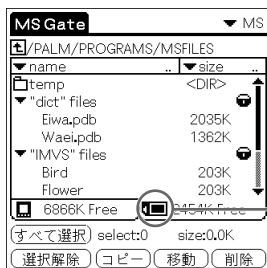 MS Gate ▼ MS
/PALM/PROGRAMS/MSFILES
▼name .. ▼size ..
temp <DIR>
▼ "dict" files
Eiwa.pdb 2035K
Waei.pdb 1362K
▼ "IMVS" files
Bird 203K
Flower 203K
6866K Free 2454K Free
すべて選択 select:0 size:0.0K
選択解除 コピー 移動 削除